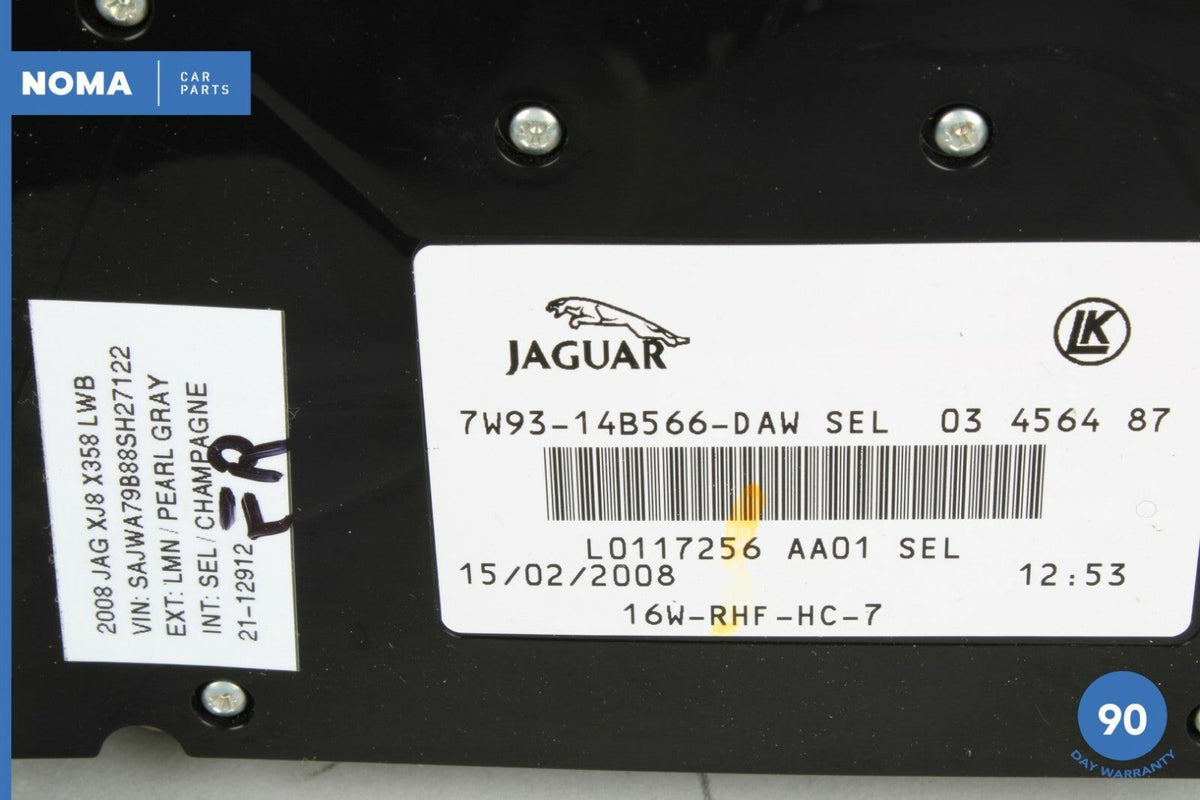 NOMA
CAR
PARTS
2008 JAG XJ8 X358 LWB
VIN: SAJWA79B88SH27122
EXT: LMN / PEARL GRAY
INT: SEL / CHAMPAGNE
21-12912
FR
JAGUAR
LK
7W93-14B566-DAW SEL 03 4564 87
L0117256 AA01 SEL
15/02/2008 12:53
16W-RHF-HC-7
90
DAY WARRANTY